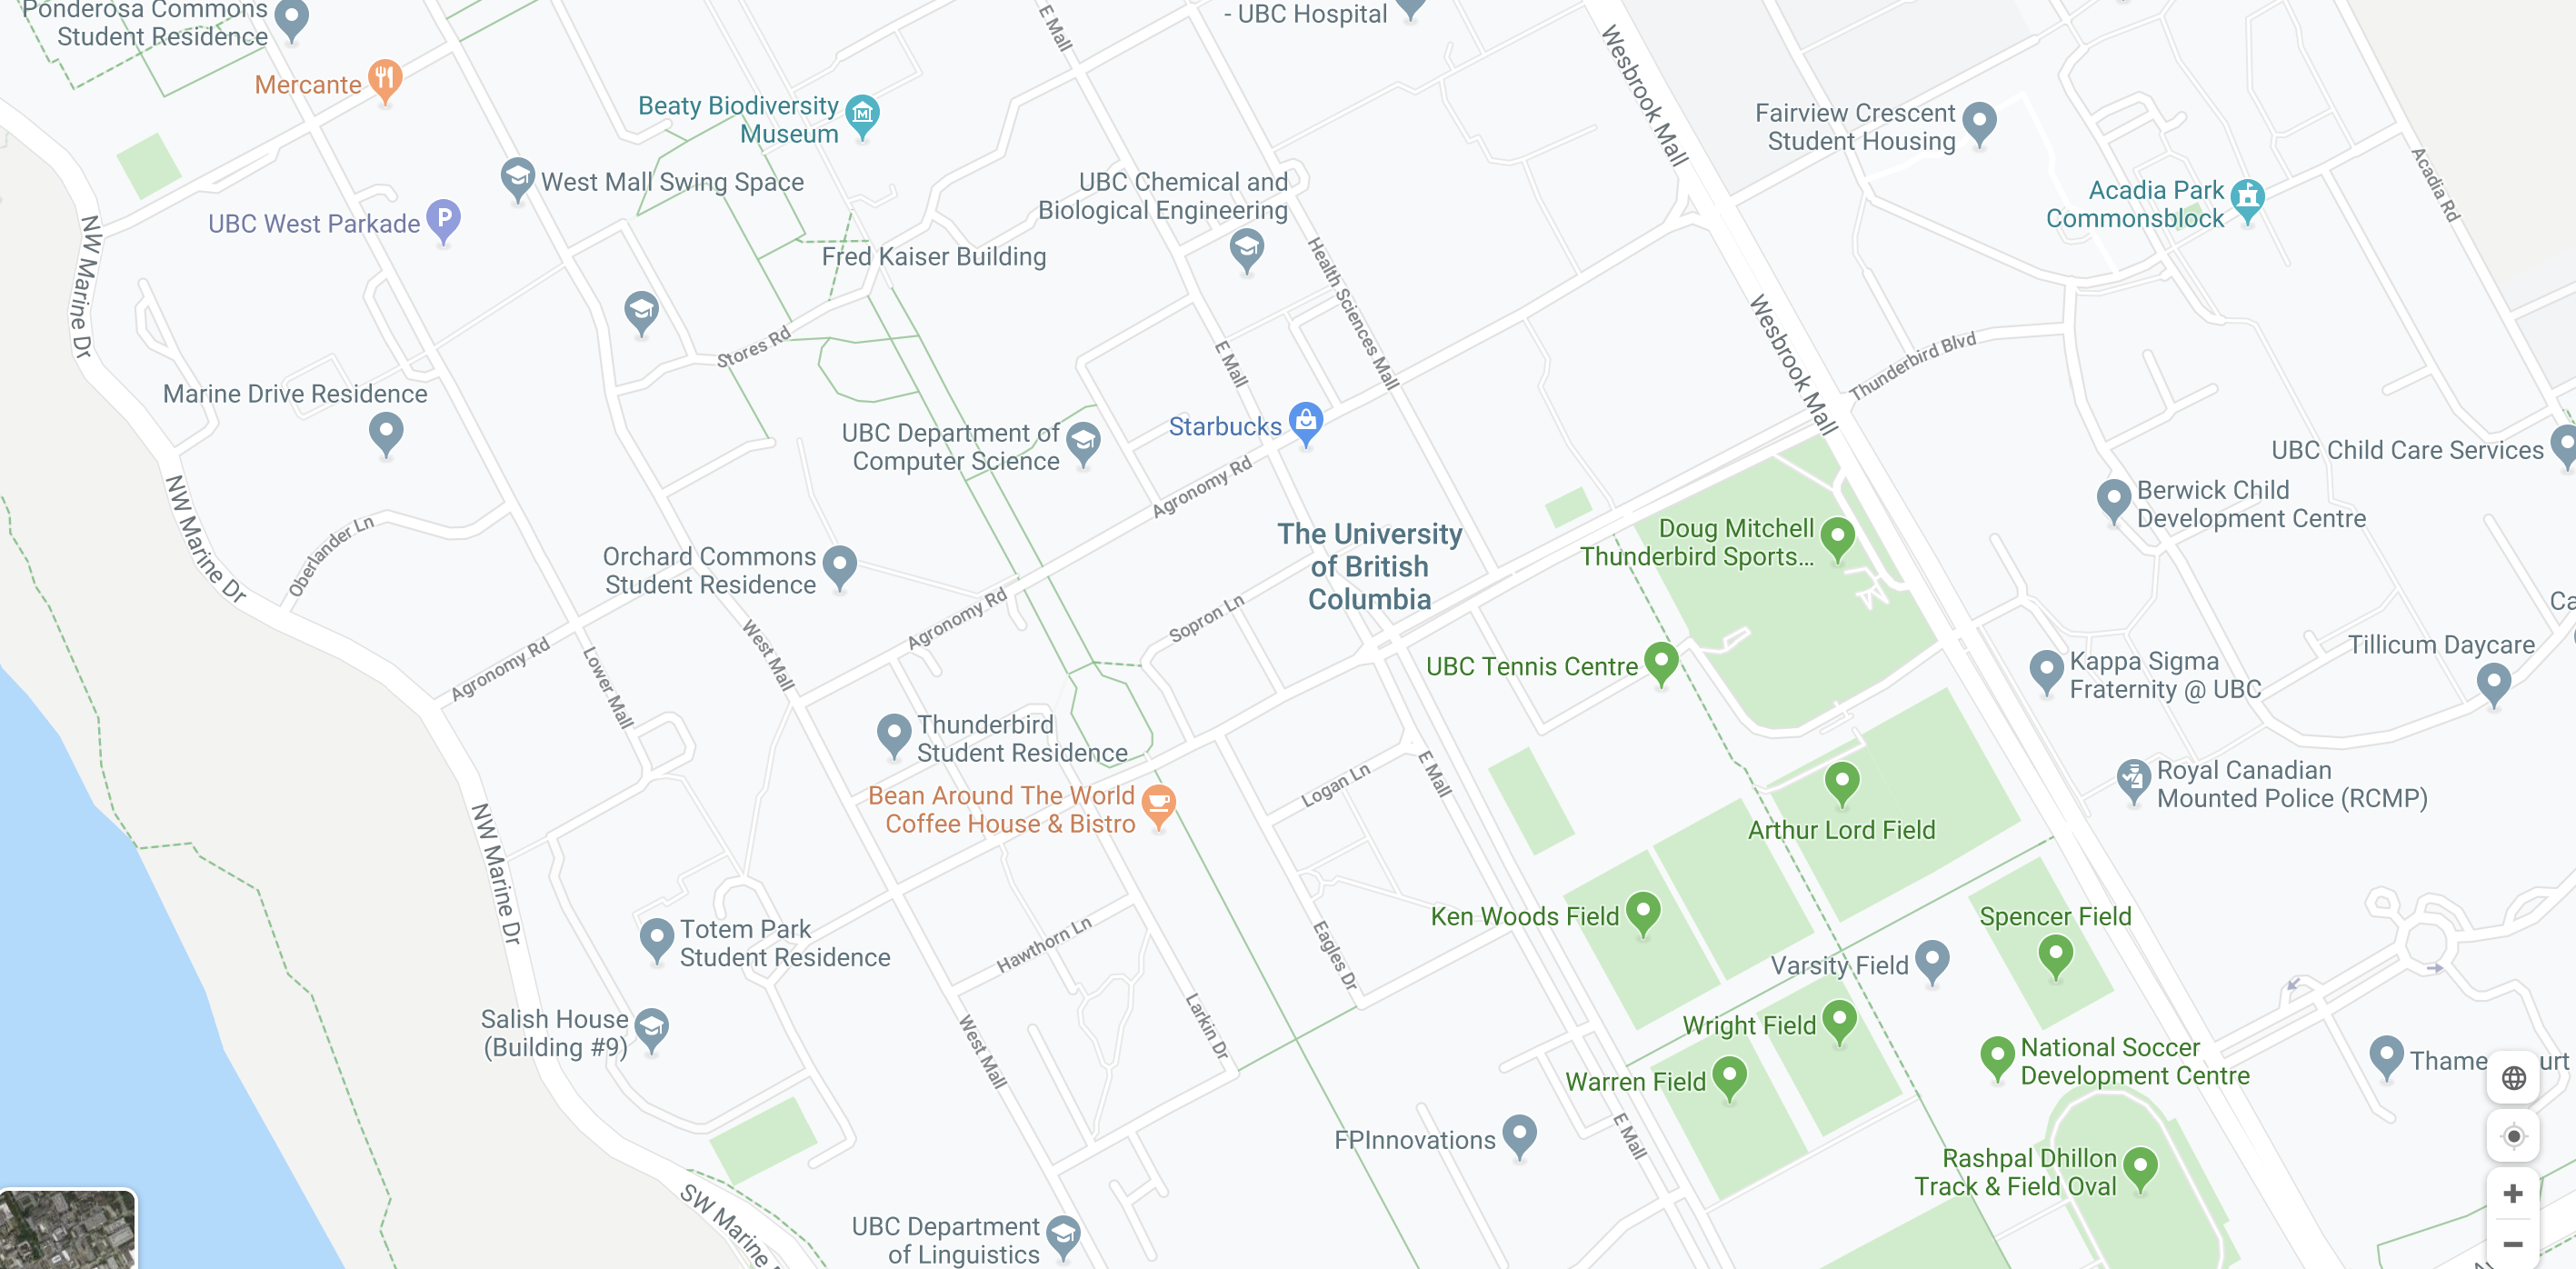 Ponderosa Commons
Student Residence
E Mall
- UBC Hospital
Wesbrook Mall
Mercante
Beaty Biodiversity
Museum
Fairview Crescent
Student Housing
West Mall Swing Space
UBC Chemical and
Biological Engineering
Acadia Park
Commonsblock
Acadia Rd
UBC West Parkade
P
M
NW Marine Dr
Fred Kaiser Building
Health Sciences Mall
Stores Rd
E Mall
Wesbrook Mall
Thunderbird Blvd
Marine Drive Residence
UBC Department of
Computer Science
Starbucks
Agronomy Rd
UBC Child Care Services
Berwick Child
Development Centre
NW Marine Dr
Oberlander Ln
Orchard Commons
Student Residence
The University
of British
Columbia
Doug Mitchell
Thunderbird Sports...
Agronomy Rd
Sopron Ln
Ca
Agronomy Rd
Lower Mall
West Mall
UBC Tennis Centre
Kappa Sigma
Fraternity @ UBC
Tillicum Daycare
Thunderbird
Student Residence
Bean Around The World
Coffee House & Bistro
Logan Ln
E Mall
Arthur Lord Field
Royal Canadian
Mounted Police (RCMP)
NW Marine Dr
Totem Park
Student Residence
Hawthorn Ln
Eagles Dr
Ken Woods Field
Spencer Field
Varsity Field
Salish House
(Building #9)
West Mall
Larkin Dr
Wright Field
Warren Field
National Soccer
Development Centre
Thame
urt
FPInnovations
E Mall
Rashpal Dhillon
Track & Field Oval
SW Marine
UBC Department
of Linguistics